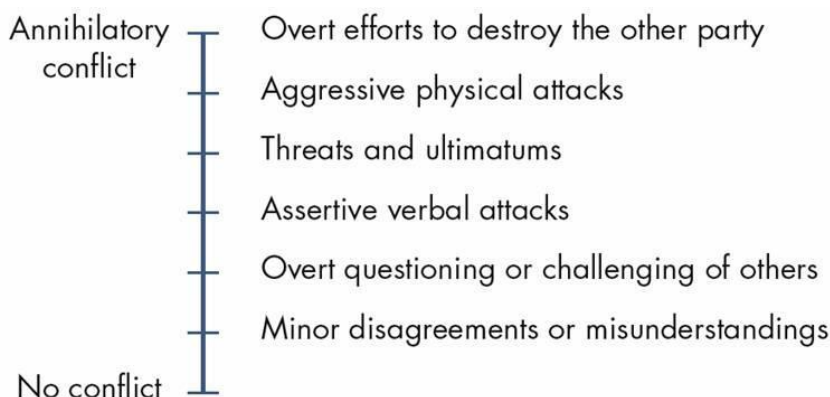 Annihilatory
conflict
Overt efforts to destroy the other party
Aggressive physical attacks
Threats and ultimatums
Assertive verbal attacks
Overt questioning or challenging of others
Minor disagreements or misunderstandings
No conflict